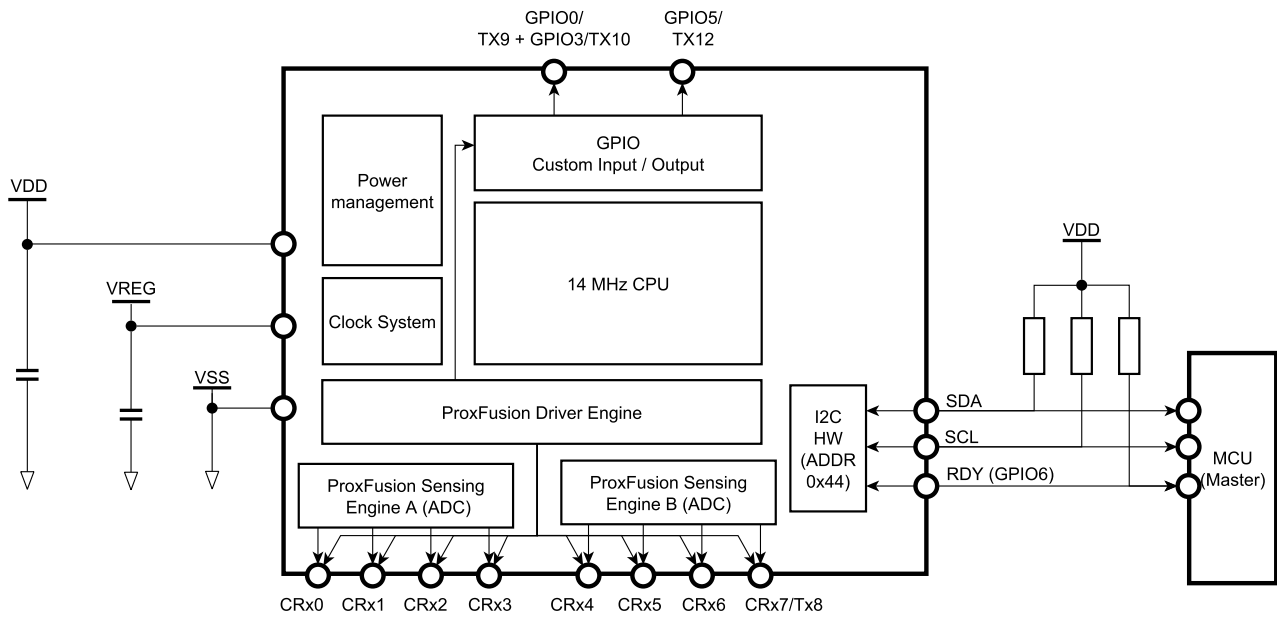 GPIO0/
TX9 + GPIO3/TX10
GPIO5/
TX12
GPIO
Custom Input / Output
Power
management
VDD
14 MHz CPU
VDD
VREG
Clock System
VSS
ProxFusion Driver Engine
I2C
HW
(ADDR
0x44)
SDA
SCL
RDY (GPIO6)
MCU
(Master)
ProxFusion Sensing
Engine A (ADC)
ProxFusion Sensing
Engine B (ADC)
CRx0
CRx1
CRx2
CRx3
CRx4
CRx5
CRx6
CRx7/Tx8